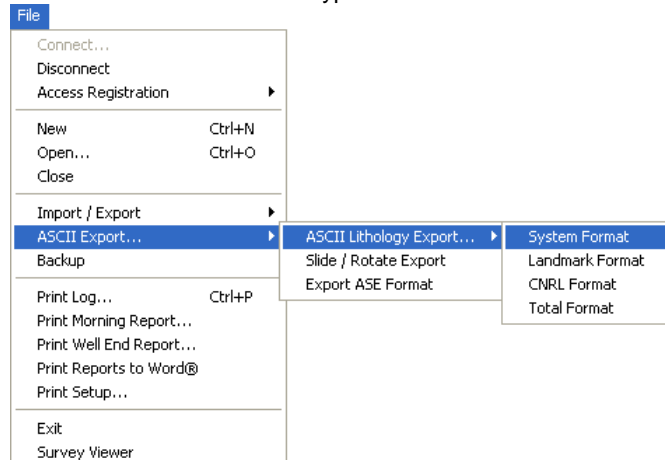 File
Connect...
Disconnect
Access Registration
New Ctrl+N
Open... Ctrl+O
Close
Import / Export
ASCII Export...
Backup
Print Log... Ctrl+P
Print Morning Report...
Print Well End Report...
Print Reports to Word®
Print Setup...
Exit
Survey Viewer
ASCII Lithology Export...
Slide / Rotate Export
Export ASE Format
System Format
Landmark Format
CNRL Format
Total Format